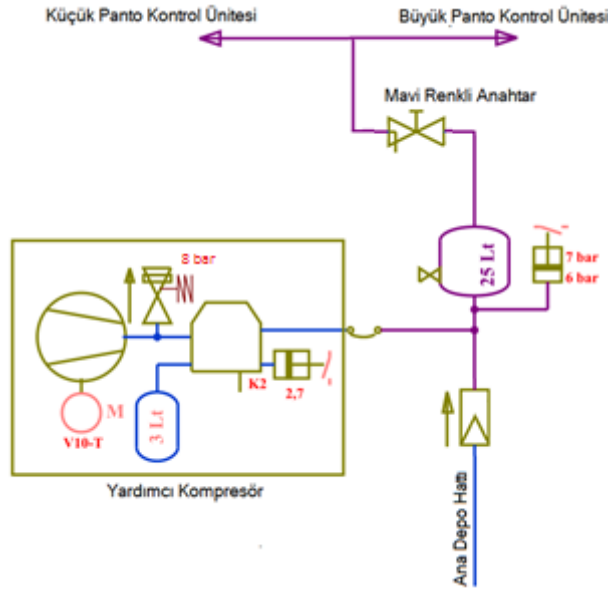 Küçük Panto Kontrol Ünitesi
Büyük Panto Kontrol Ünitesi
Mavi Renkli Anahtar
8 bar
25 Lt
7 bar
6 bar
K2
2,7
M
V10-T
3 Lt
Yardımcı Kompresör
Ana Depo Hattı